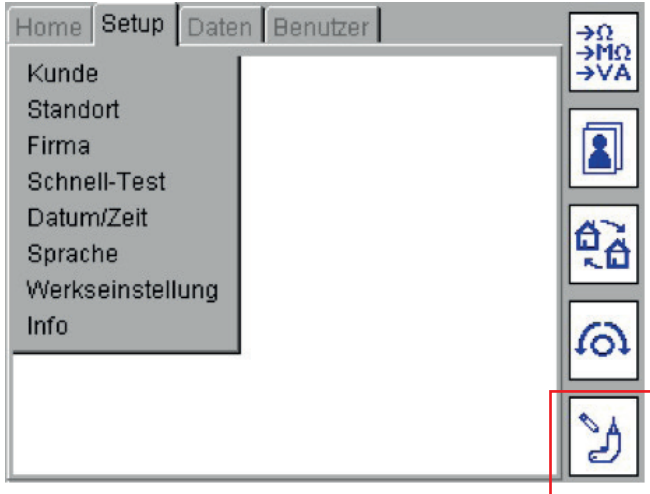 Home Setup Daten Benutzer
Kunde
Standort
Firma
Schnell-Test
Datum/Zeit
Sprache
Werkseinstellung
Info
→Ω
→MΩ
→VA